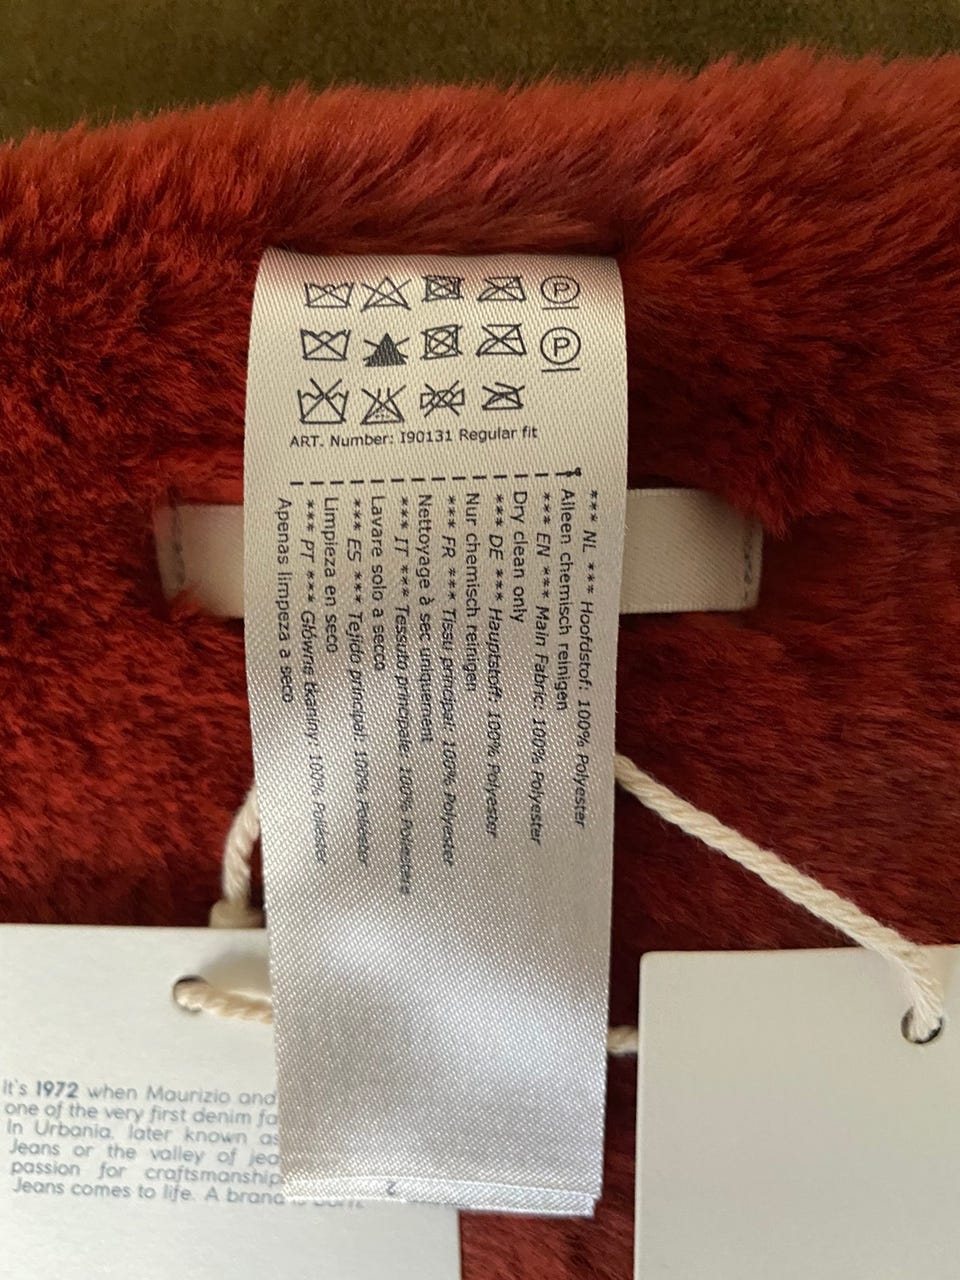 ART. Number: I90131 Regular fit
*** NL *** Hoofdstof: 100% Polyester
Alleen chemisch reinigen
*** EN *** Main Fabric: 100% Polyester
Dry clean only
*** DE *** Hauptstoff: 100% Polyester
Nur chemisch reinigen
*** FR *** Tissu principal: 100% Polyester
Nettoyage à sec uniquement
*** IT *** Tessuto principale: 100% Poliestere
Lavare solo a secco
*** ES *** Tejido principal: 100% Poliéster
Limpieza en seco
*** PT *** Główne tkaniny: 100% Poliester
Apenas limpeza a seco
It's 1972 when Maurizio and
one of the very first denim fa
In Urbania, later known as
Jeans or the valley of jea
passion for craftsmanship
Jeans comes to life. A brand
2